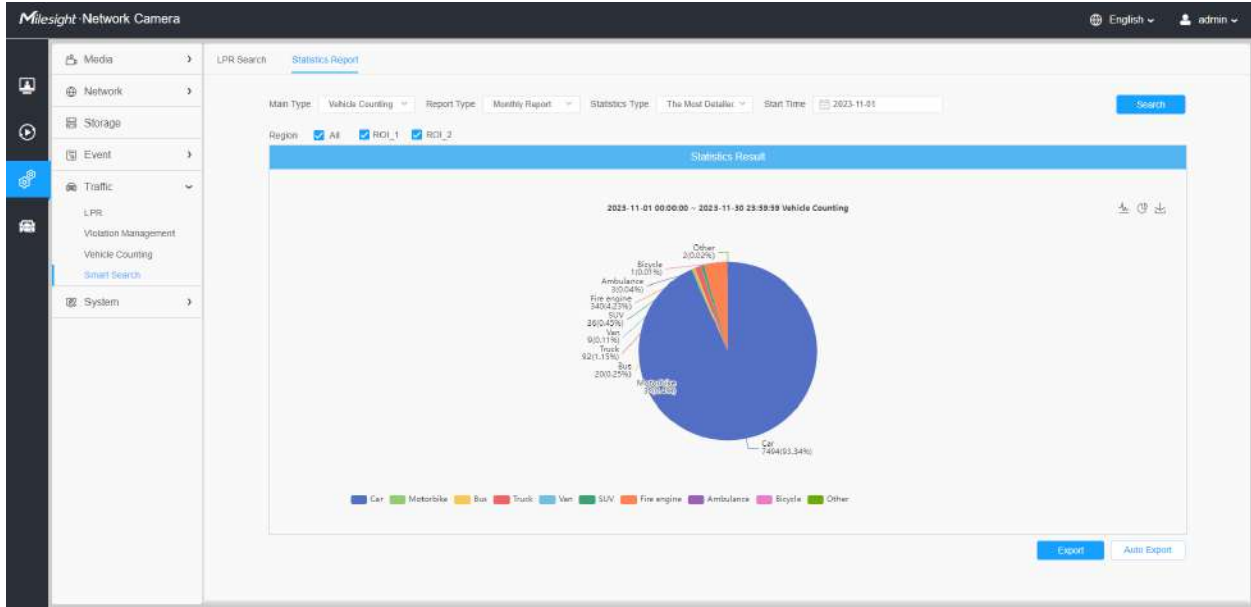 Milesight Network Camera
English
admin
Media
Network
Storage
Event
Traffic
LPR
Violation Management
Vehicle Counting
Smart Search
System
LPR Search
Statistics Report
Main Type Vehicle Counting Report Type Monthly Report Statistics Type The Most Detailec Start Time 2023-11-01
Search
Region All ROI_1 ROI_2
Statistics Result
2023-11-01 00:00:00 ~ 2023-11-30 23:59:59 Vehicle Counting
Other
2(0.02%)
Bicycle
1(0.01%)
Ambulance
3(0.04%)
Fire engine
340(4.23%)
SUV
36(0.45%)
Van
9(0.11%)
Truck
92(1.15%)
Bus
20(0.25%)
Motorbike
Car
7494(93.34%)
Car Motorbike Bus Truck Van SUV Fire engine Ambulance Bicycle Other
Export
Auto Export